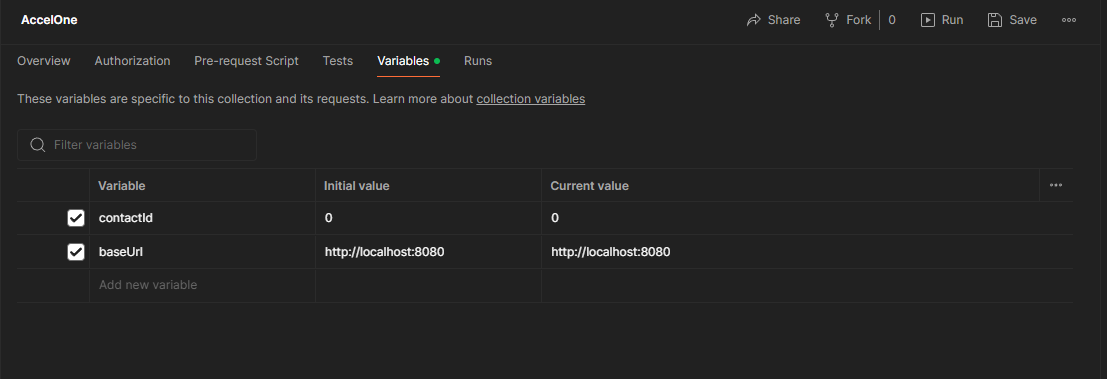 AccelOne
Share Fork 0 Run Save
Overview Authorization Pre-request Script Tests Variables Runs
These variables are specific to this collection and its requests. Learn more about collection variables
Filter variables
Variable Initial value Current value
contactId 0 0
baseUrl http://localhost:8080 http://localhost:8080
Add new variable